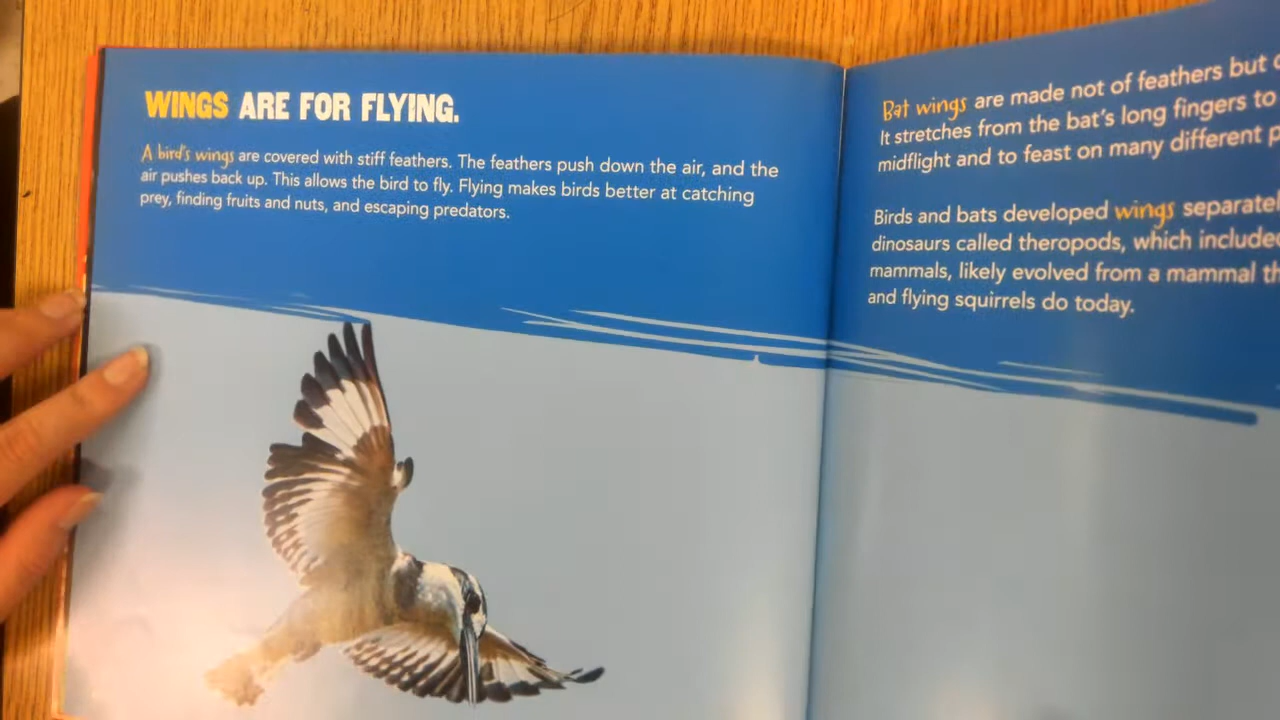 WINGS ARE FOR FLYING.
A bird's wings are covered with stiff feathers. The feathers push down the air, and the
air pushes back up. This allows the bird to fly. Flying makes birds better at catching
prey, finding fruits and nuts, and escaping predators.
Bat wings are made not of feathers but
It stretches from the bat's long fingers to
midflight and to feast on many different
Birds and bats developed wings
dinosaurs called theropods, which
mammals, likely evolved from a mammal
and flying squirrels do today.